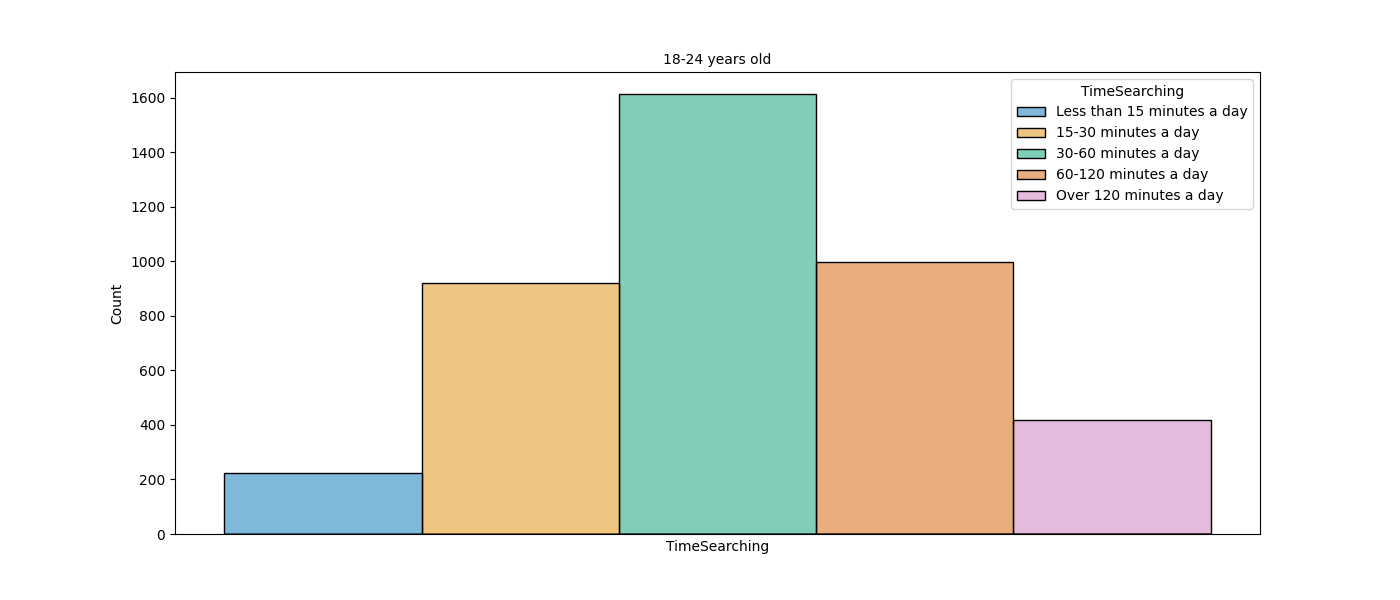 18-24 years old
TimeSearching
Less than 15 minutes a day
15-30 minutes a day
30-60 minutes a day
60-120 minutes a day
Over 120 minutes a day
1600
1400
1200
1000
800
600
400
200
0
Count
TimeSearching